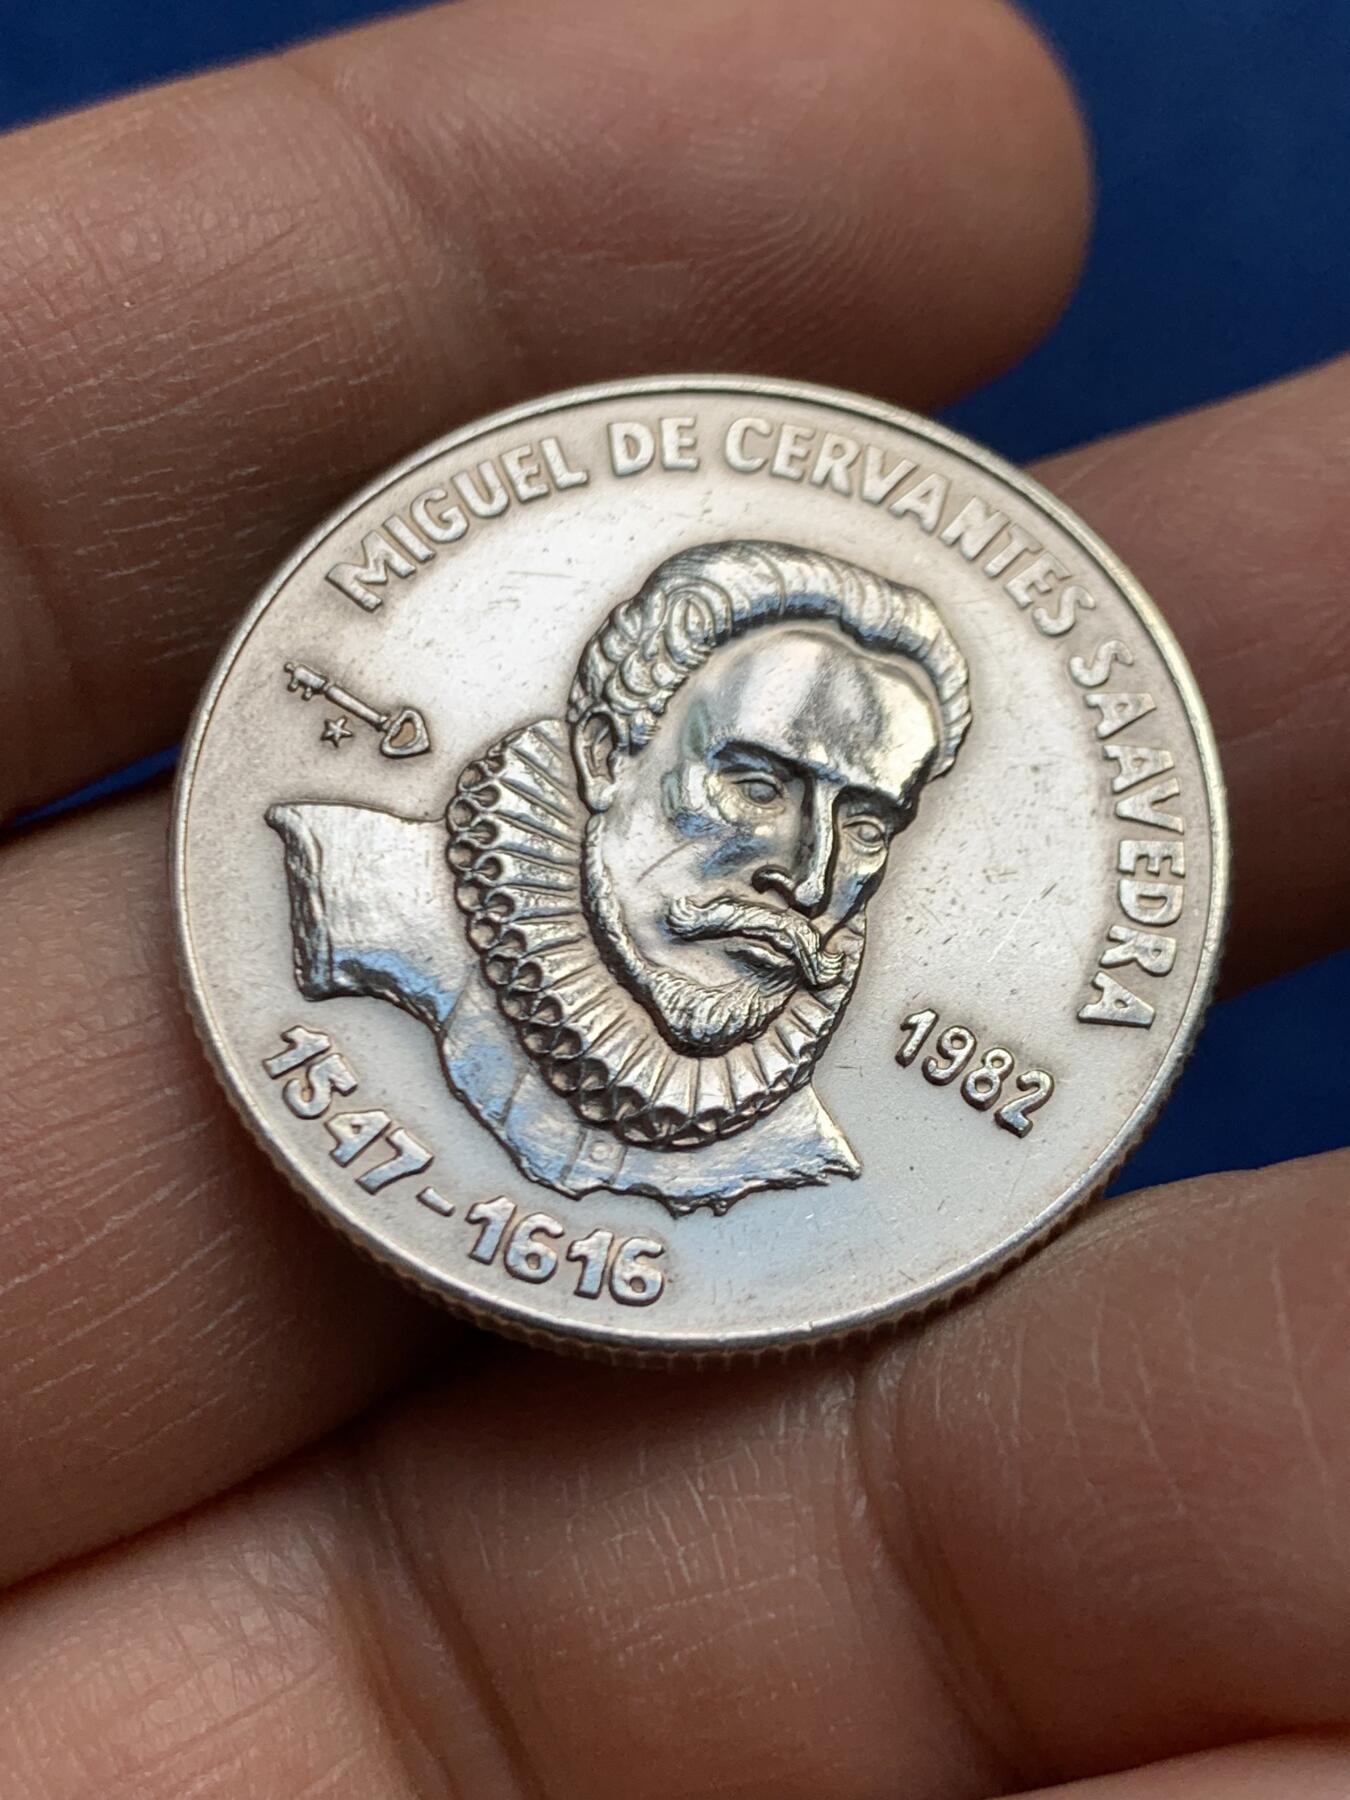 MIGUEL DE CERVANTES SAAVEDRA
1982
1547-1616